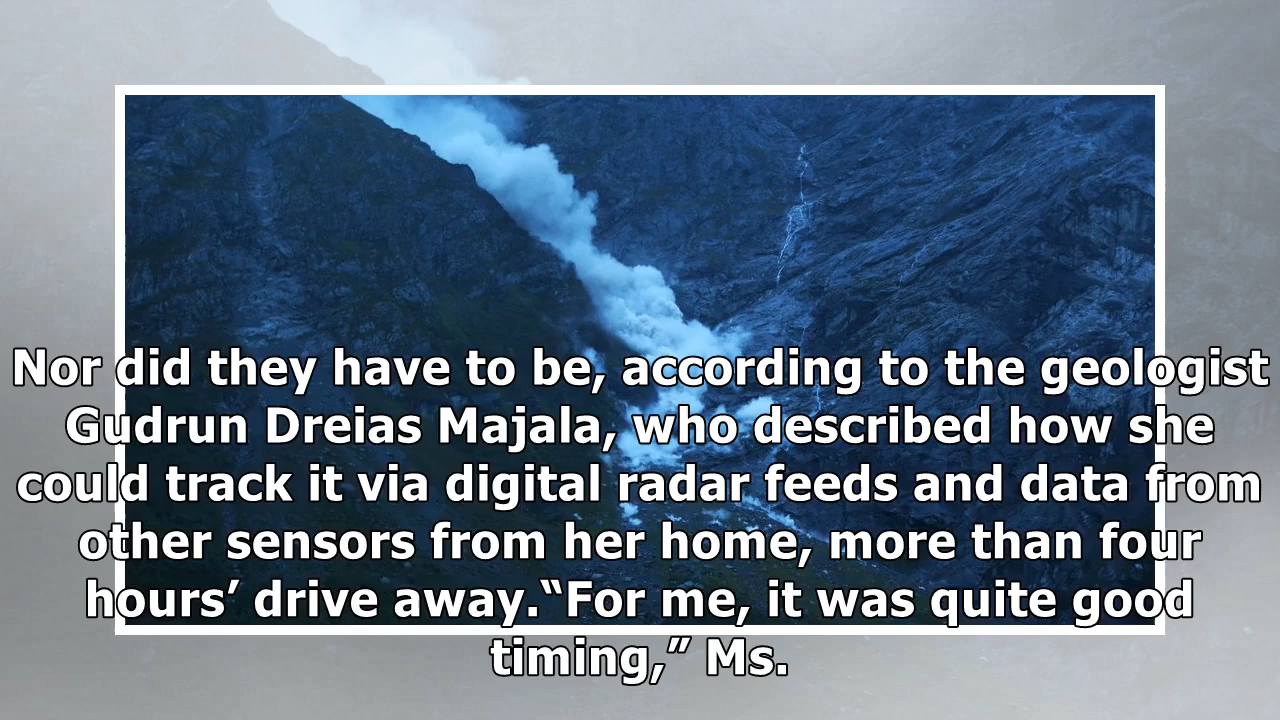 Nor did they have to be, according to the geologist
Gudrun Dreias Majala, who described how she
could track it via digital radar feeds and data from
other sensors from her home, more than four
hours’ drive away.“For me, it was quite good
timing,” Ms.